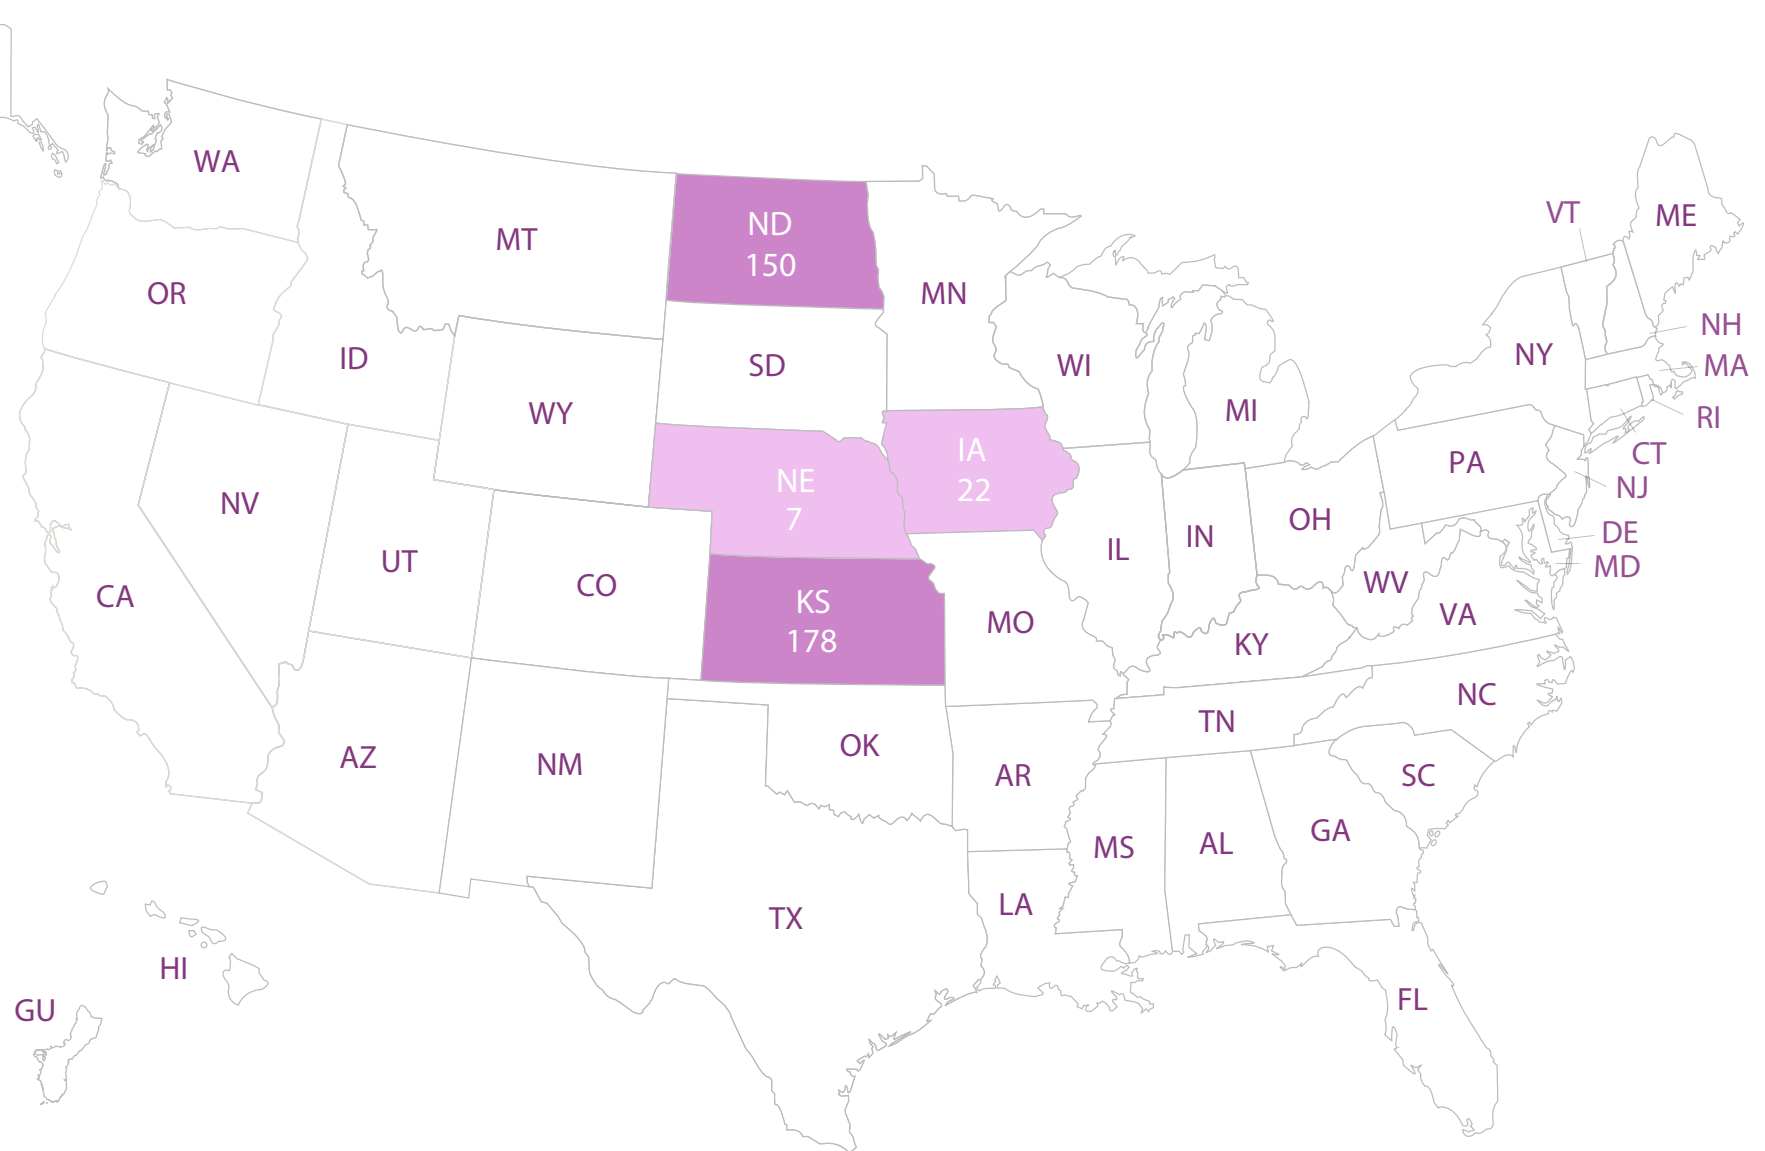 WA
VT
ME
ND
150
MT
OR
MN
NH
NY
ID
SD
WI
MA
WY
MI
RI
IA
22
CT
PA
NE
7
NJ
NV
OH
DE
IN
IL
UT
MD
CO
WV
CA
KS
178
VA
MO
KY
NC
TN
OK
AZ
NM
AR
SC
GA
AL
MS
LA
TX
HI
FL
GU